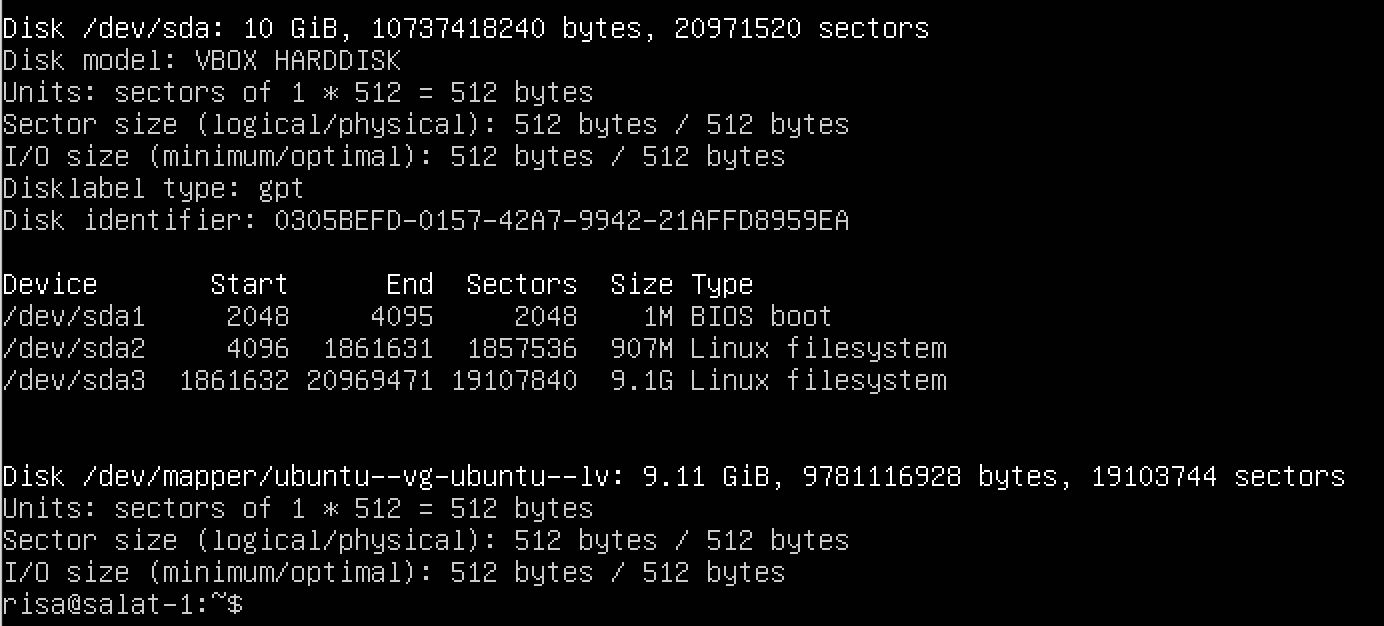 Disk /dev/sda: 10 GiB, 10737418240 bytes, 20971520 sectors
Disk model: VBOX HARDDISK
Units: sectors of 1 * 512 = 512 bytes
Sector size (logical/physical): 512 bytes / 512 bytes
I/O size (minimum/optimal): 512 bytes / 512 bytes
Disklabel type: gpt
Disk identifier: 0305BEFD-0157-42A7-9942-21AFFD8959EA
Device       Start      End  Sectors  Size Type
/dev/sda1     2048     4095     2048    1M BIOS boot
/dev/sda2     4096  1861631  1857536  907M Linux filesystem
/dev/sda3  1861632 20969471 19107840  9.1G Linux filesystem
Disk /dev/mapper/ubuntu--vg-ubuntu--lv: 9.11 GiB, 9781116928 bytes, 19103744 sectors
Units: sectors of 1 * 512 = 512 bytes
Sector size (logical/physical): 512 bytes / 512 bytes
I/O size (minimum/optimal): 512 bytes / 512 bytes
risa@salat-1:~$